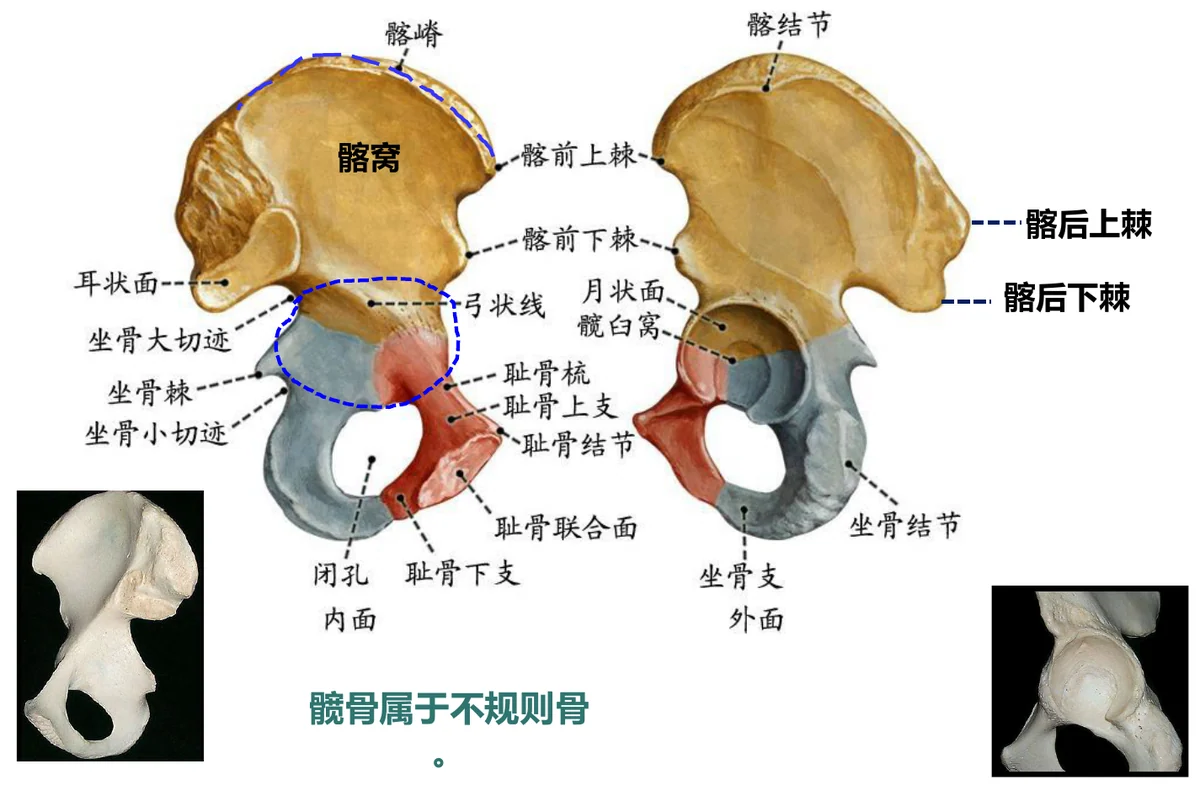 髂嵴
髂结节
髂窝
髂前上棘
髂后上棘
髂前下棘
耳状面
月状面
髂后下棘
弓状线
髋臼窝
坐骨大切迹
耻骨梳
坐骨棘
耻骨上支
坐骨小切迹
耻骨结节
耻骨联合面
坐骨结节
闭孔
耻骨下支
坐骨支
内面
外面
髋骨属于不规则骨
。